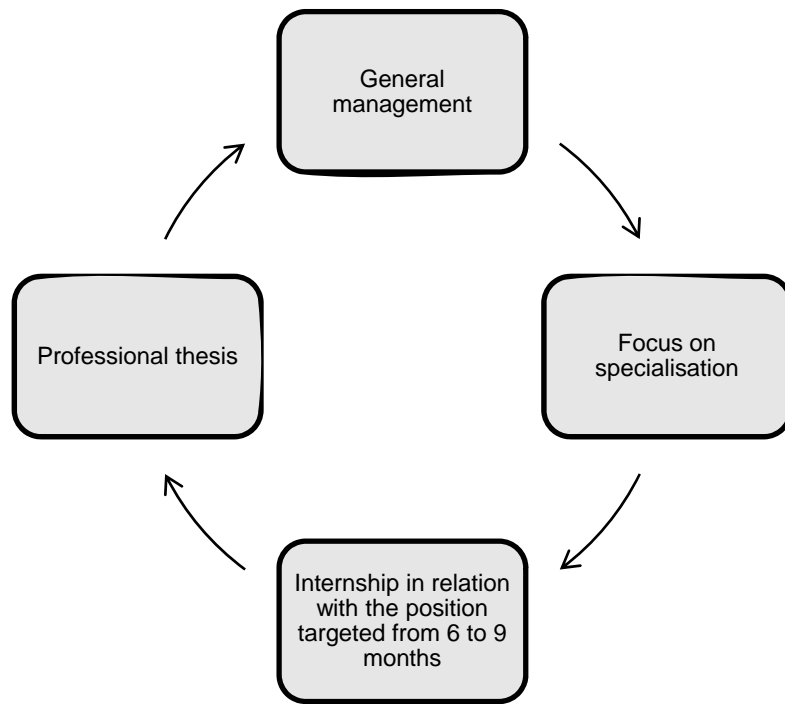 General
management
Focus on
specialisation
Internship in relation
with the position
targeted from 6 to 9
months
Professional thesis